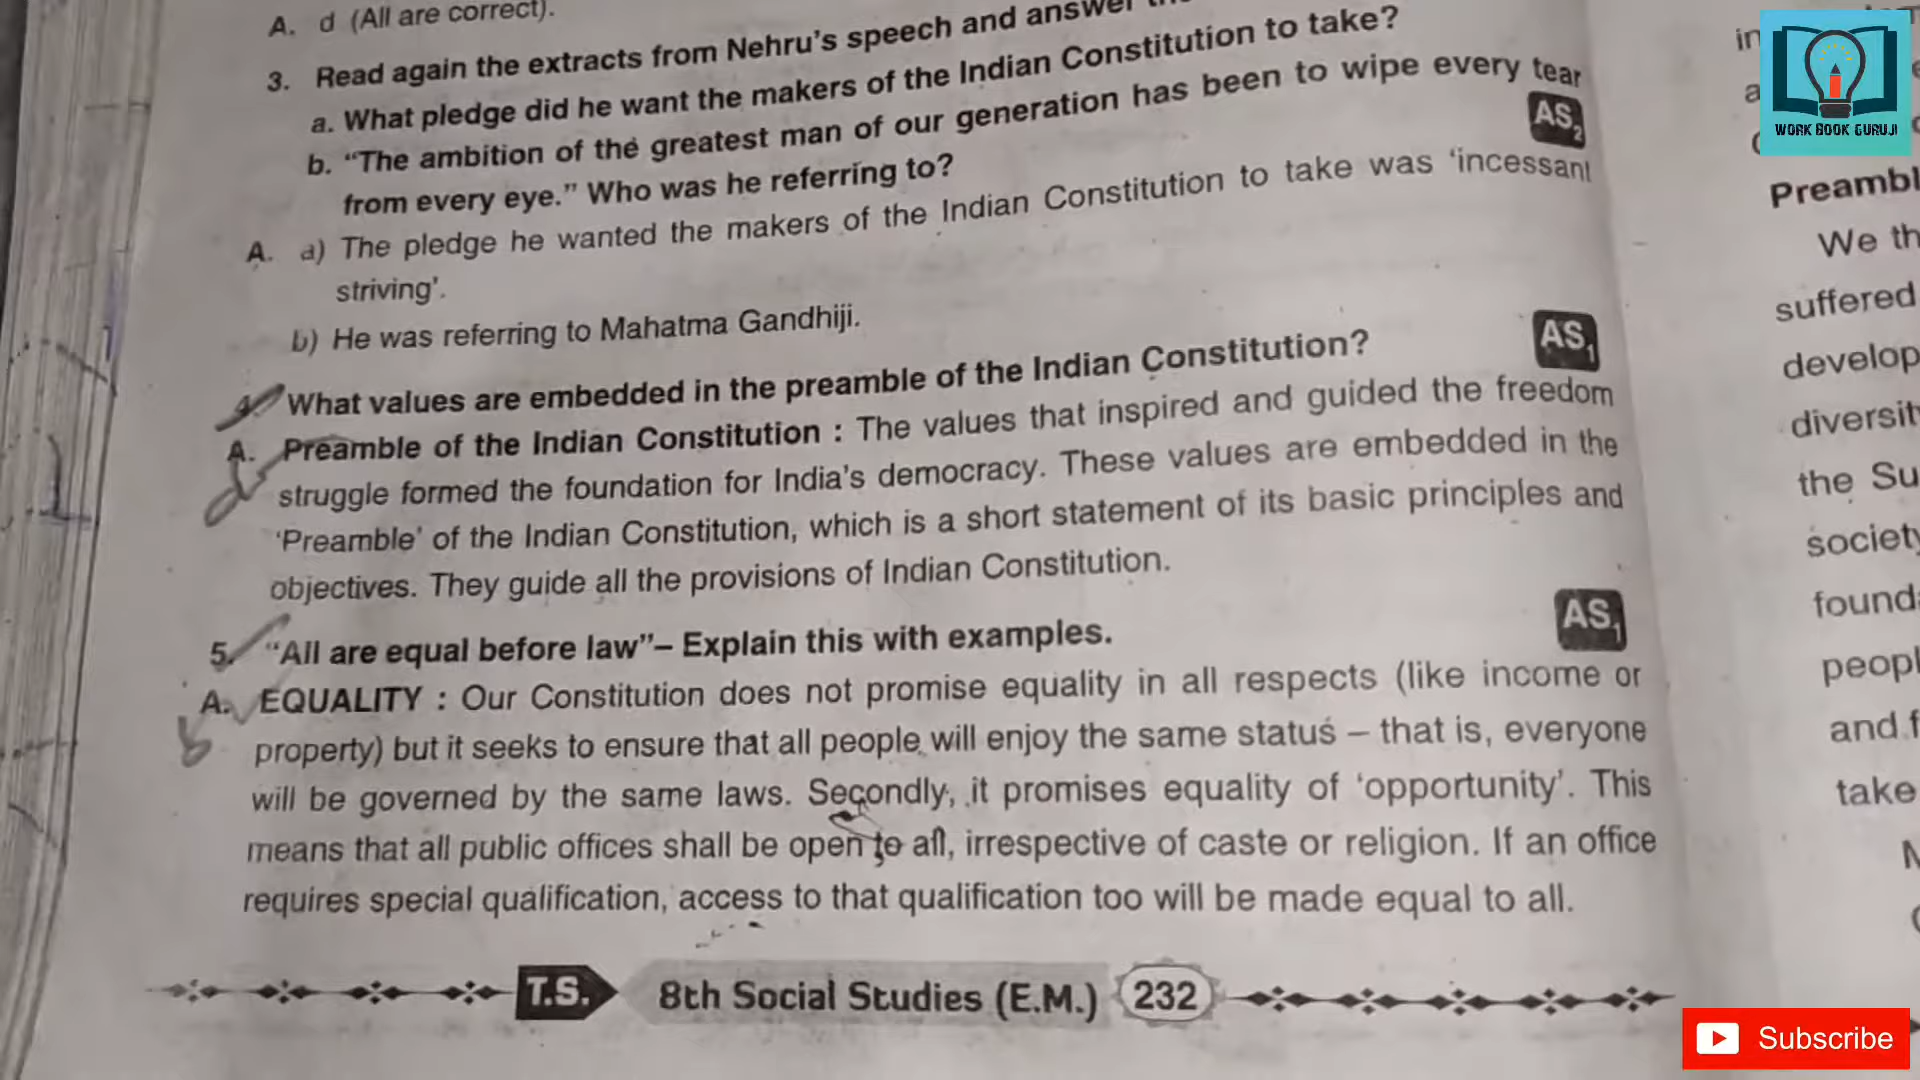 A. d (All are correct).
3. Read again the extracts from Nehru's speech and answer
a. What pledge did he want the makers of the Indian Constitution to take?
b. “The ambition of the greatest man of our generation has been to wipe every tear
from every eye.” Who was he referring to?
AS2
A. a) The pledge he wanted the makers of the Indian Constitution to take was ‘incessant
striving’.
b) He was referring to Mahatma Gandhiji.
4. What values are embedded in the preamble of the Indian Constitution?
AS1
A. Preamble of the Indian Constitution : The values that inspired and guided the freedom
struggle formed the foundation for India's democracy. These values are embedded in the
‘Preamble’ of the Indian Constitution, which is a short statement of its basic principles and
objectives. They guide all the provisions of Indian Constitution.
5. “All are equal before law”– Explain this with examples.
AS1
A. EQUALITY : Our Constitution does not promise equality in all respects (like income or
property) but it seeks to ensure that all people will enjoy the same status – that is, everyone
will be governed by the same laws. Secondly, it promises equality of ‘opportunity’. This
means that all public offices shall be open to all, irrespective of caste or religion. If an office
requires special qualification, access to that qualification too will be made equal to all.
T.S. 8th Social Studies (E.M.) 232
WORK BOOK GURUJI
Preambl
We th
suffered
develop
diversit
the Su
society
found
peopl
and f
take
Subscribe